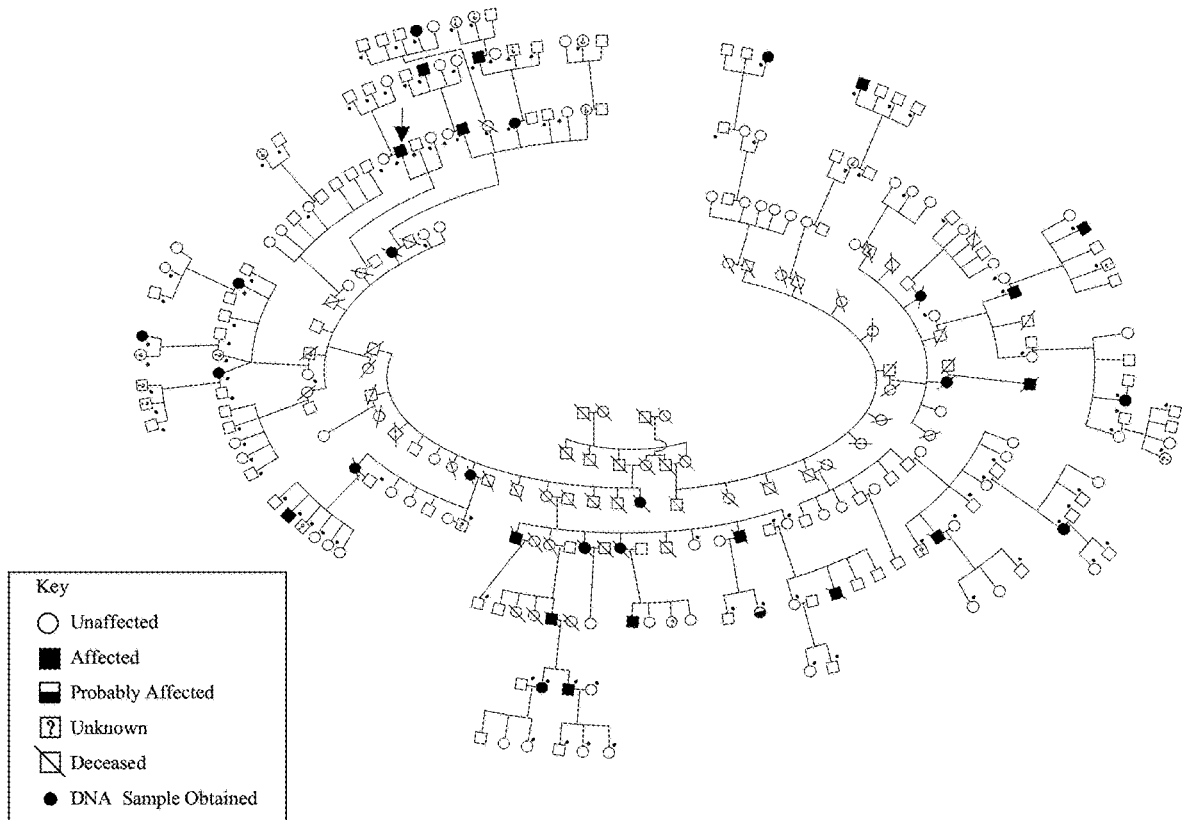 Key
Unaffected
Affected
Probably Affected
? Unknown
Deceased
DNA Sample Obtained